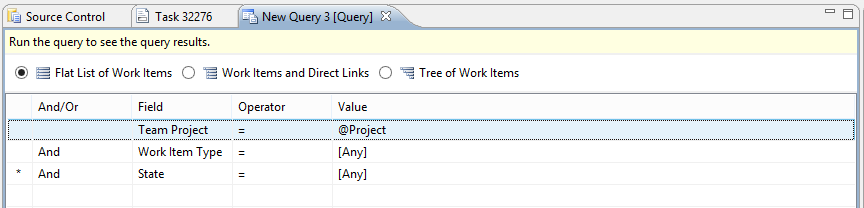 Source Control Task 32276 New Query 3 [Query]
Run the query to see the query results.
Flat List of Work Items Work Items and Direct Links Tree of Work Items
And/Or Field Operator Value
Team Project = @Project
And Work Item Type = [Any]
* And State = [Any]